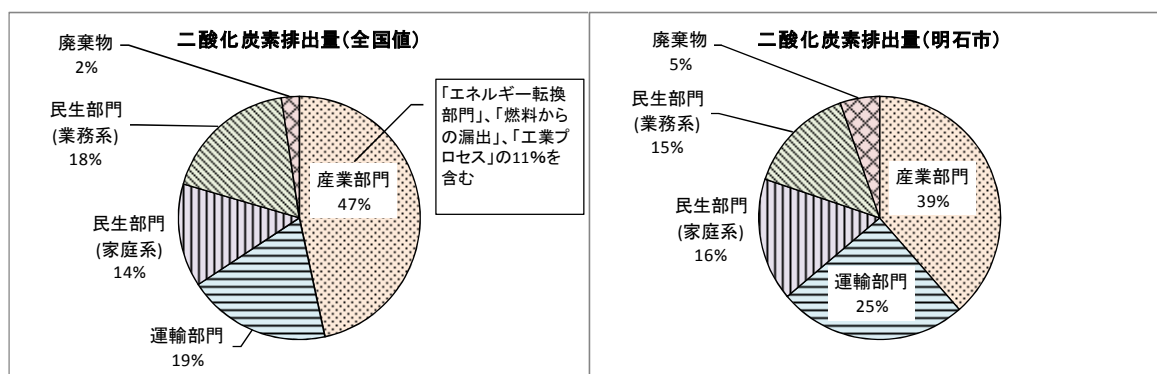 二酸化炭素排出量(全国値)
廃棄物
2%
民生部門
(業務系)
18%
民生部門
(家庭系)
14%
運輸部門
19%
産業部門
47%
「エネルギー転換
部門」、「燃料から
の漏出」、「工業プ
ロセス」の11%を
含む
二酸化炭素排出量(明石市)
廃棄物
5%
民生部門
(業務系)
15%
民生部門
(家庭系)
16%
運輸部門
25%
産業部門
39%